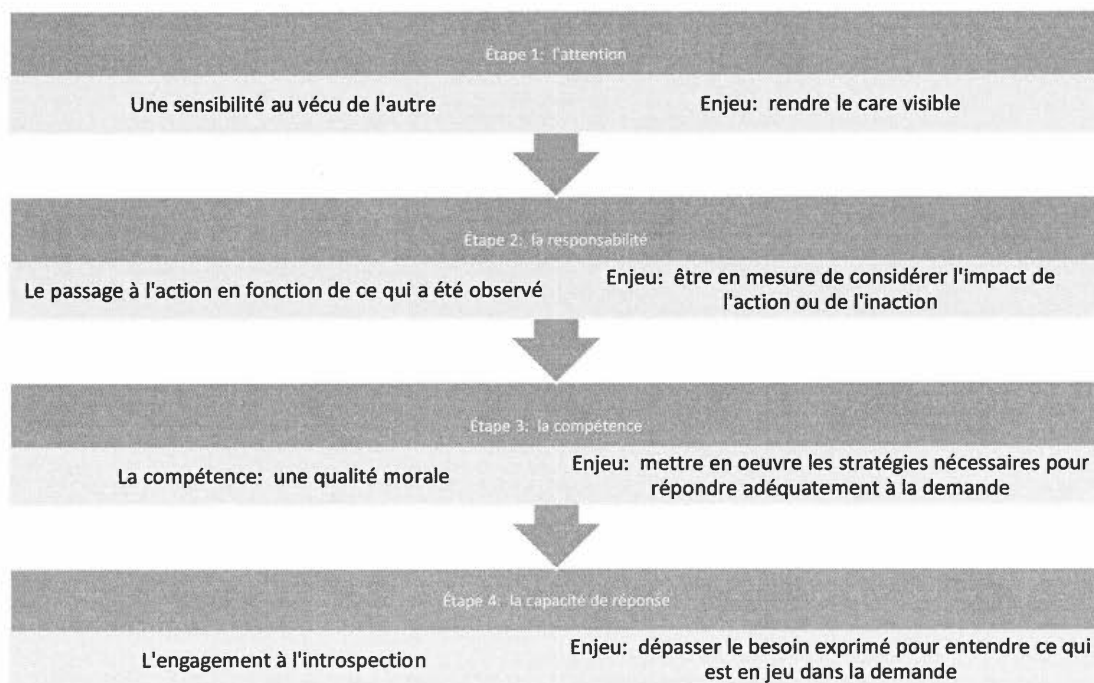 Étape 1: l'attention
Une sensibilité au vécu de l'autre
Enjeu: rendre le care visible
Étape 2: la responsabilité
Le passage à l'action en fonction de ce qui a été observé
Enjeu: être en mesure de considérer l'impact de
l'action ou de l'inaction
Étape 3: la compétence
La compétence: une qualité morale
Enjeu: mettre en oeuvre les stratégies nécessaires pour
répondre adéquatement à la demande
Étape 4: la capacité de réponse
L'engagement à l'introspection
Enjeu: dépasser le besoin exprimé pour entendre ce qui
est en jeu dans la demande